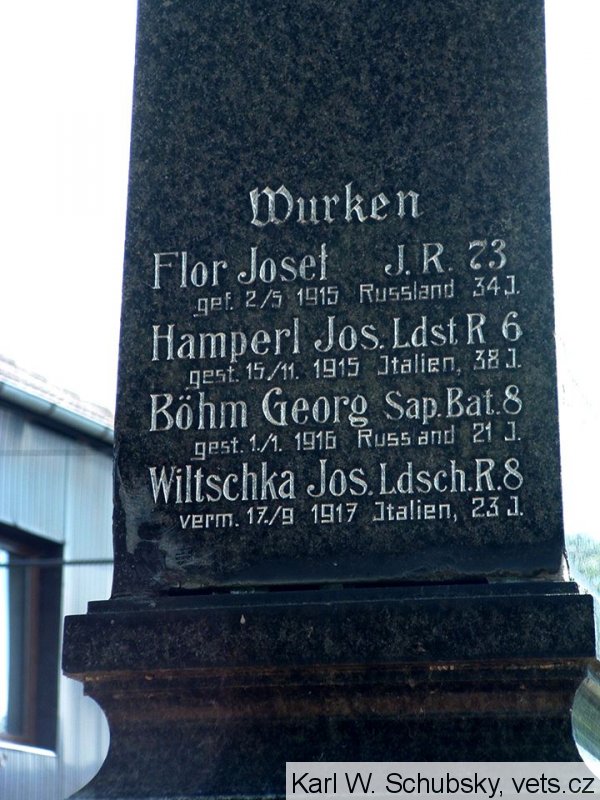 Wurken
Flor Josef J. R. 73
gef. 2/5 1915 Russland 34 J.
Hamperl Jos. Ldst R 6
gest. 15./11. 1915 Italien, 38 J.
Böhm Georg Sap. Bat. 8
gest. 1./1. 1916 Russ and 21 J.
Wiltschka Jos. Ldsch. R. 8
verm. 17./9 1917 Italien, 23 J.
Karl W. Schubsky, vets.cz